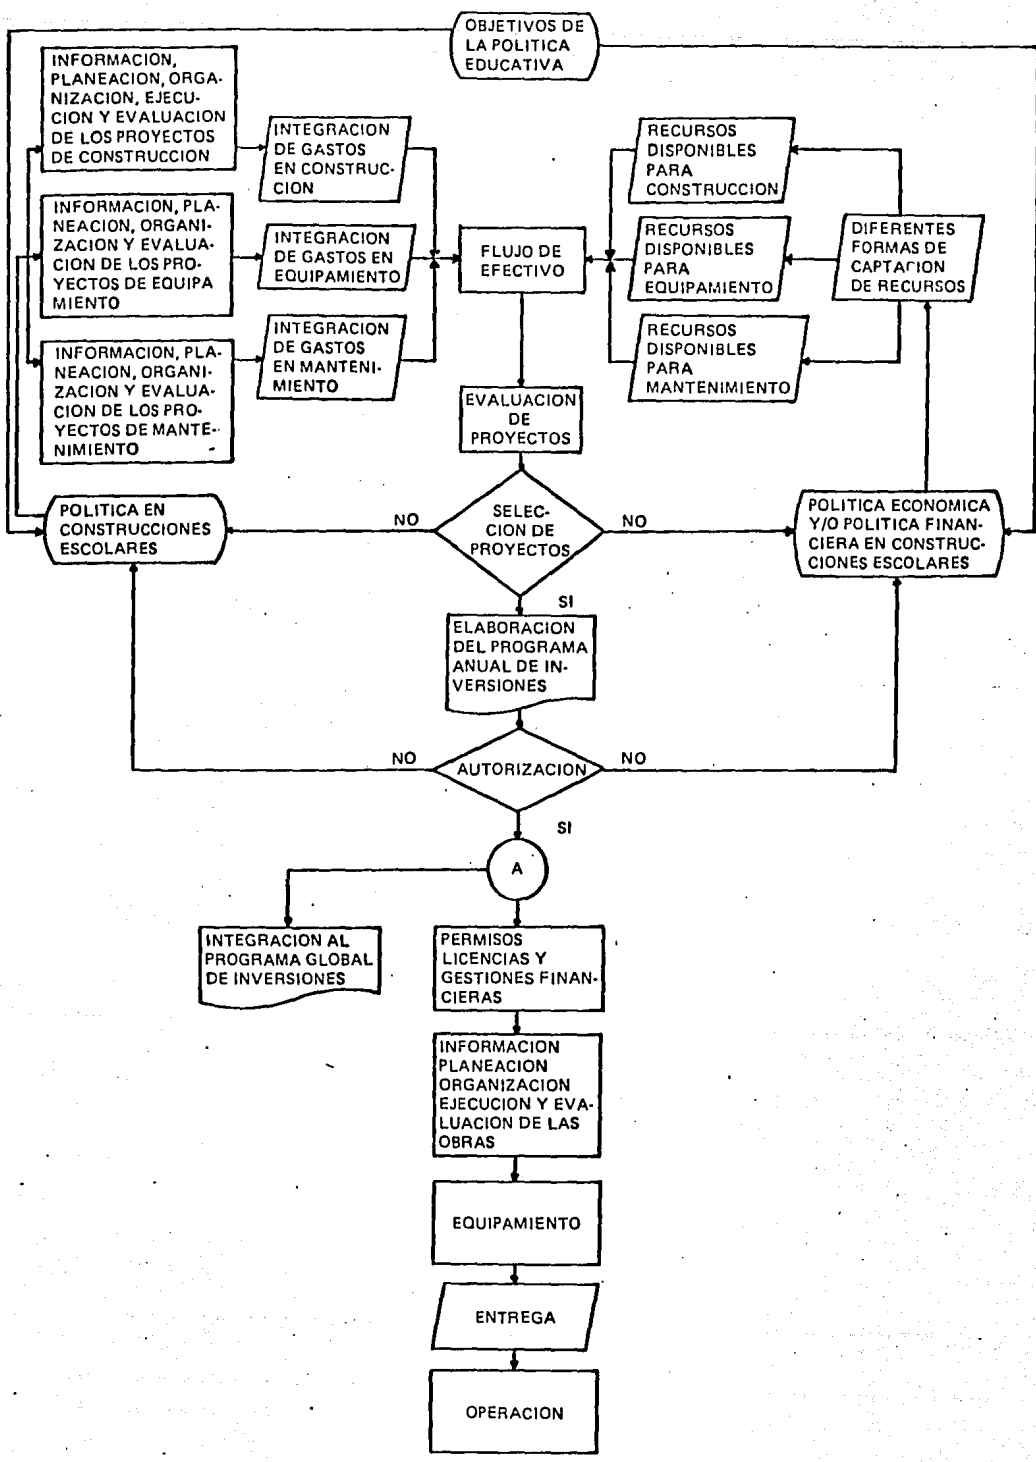 OBJETIVOS DE
LA POLITICA
EDUCATIVA
INFORMACION,
PLANEACION, ORGA-
NIZACION, EJECU-
CION Y EVALUACION
DE LOS PROYECTOS
DE CONSTRUCCION
INTEGRACION
DE GASTOS
EN CONSTRUC-
CION
RECURSOS
DISPONIBLES
PARA
CONSTRUCCION
INFORMACION, PLA-
NEACION, ORGANI-
ZACION Y EVALUA-
CION DE LOS PRO-
YECTOS DE EQUIPA
MIENTO
INTEGRACION
DE GASTOS EN
EQUIPAMIENTO
FLUJO DE
EFECTIVO
RECURSOS
DISPONIBLES
PARA
EQUIPAMIENTO
DIFERENTES
FORMAS DE
CAPTACION
DE RECURSOS
INFORMACION, PLA-
NEACION, ORGANI-
ZACION Y EVALUA-
CION DE LOS PRO-
YECTOS DE MANTE-
NIMIENTO
INTEGRACION
DE GASTOS
EN MANTENI-
MIENTO
RECURSOS
DISPONIBLES
PARA
MANTENIMIENTO
EVALUACION
DE
PROYECTOS
POLITICA EN
CONSTRUCCIONES
ESCOLARES
NO
SELEC-
CION DE
PROYECTOS
NO
POLITICA ECONOMICA
Y/O POLITICA FINAN-
CIERA EN CONSTRUC-
CIONES ESCOLARES
SI
ELABORACION
DEL PROGRAMA
ANUAL DE IN-
VERSIONES
NO
AUTORIZACION
NO
SI
A
INTEGRACION AL
PROGRAMA GLOBAL
DE INVERSIONES
PERMISOS
LICENCIAS Y
GESTIONES FINAN-
CIERAS
INFORMACION
PLANEACION
ORGANIZACION
EJECUCION Y EVA-
LUACION DE LAS
OBRAS
EQUIPAMIENTO
ENTREGA
OPERACION